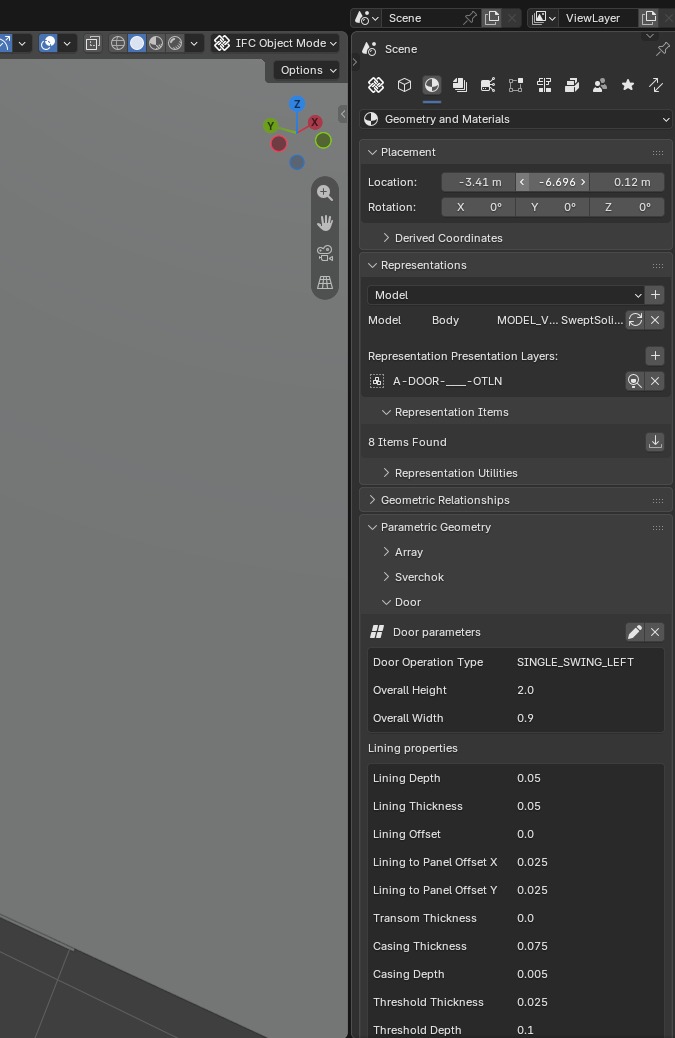 Scene
ViewLayer
IFC Object Mode
Options
Z
Y
X
Scene
Geometry and Materials
Placement
Location: -3.41 m -6.696 0.12 m
Rotation: X 0° Y 0° Z 0°
Derived Coordinates
Representations
Model
Model Body MODEL_V... SweptSoli...
Representation Presentation Layers:
A-DOOR-____-OTLN
Representation Items
8 Items Found
Representation Utilities
Geometric Relationships
Parametric Geometry
Array
Sverchok
Door
Door parameters
Door Operation Type SINGLE_SWING_LEFT
Overall Height 2.0
Overall Width 0.9
Lining properties
Lining Depth 0.05
Lining Thickness 0.05
Lining Offset 0.0
Lining to Panel Offset X 0.025
Lining to Panel Offset Y 0.025
Transom Thickness 0.0
Casing Thickness 0.075
Casing Depth 0.005
Threshold Thickness 0.025
Threshold Depth 0.1